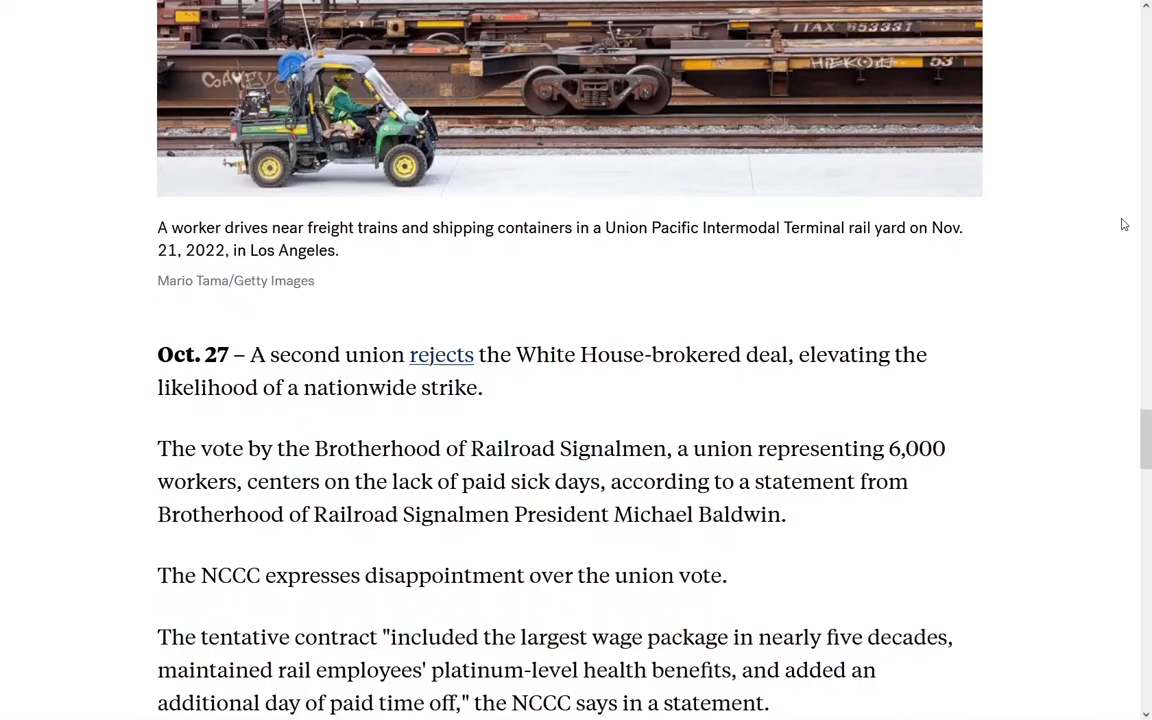 ITAX 653331
53'
A worker drives near freight trains and shipping containers in a Union Pacific Intermodal Terminal rail yard on Nov.
21, 2022, in Los Angeles.
Mario Tama/Getty Images
Oct. 27 – A second union rejects the White House-brokered deal, elevating the
likelihood of a nationwide strike.
The vote by the Brotherhood of Railroad Signalmen, a union representing 6,000
workers, centers on the lack of paid sick days, according to a statement from
Brotherhood of Railroad Signalmen President Michael Baldwin.
The NCCC expresses disappointment over the union vote.
The tentative contract "included the largest wage package in nearly five decades,
maintained rail employees' platinum-level health benefits, and added an
additional day of paid time off," the NCCC says in a statement.